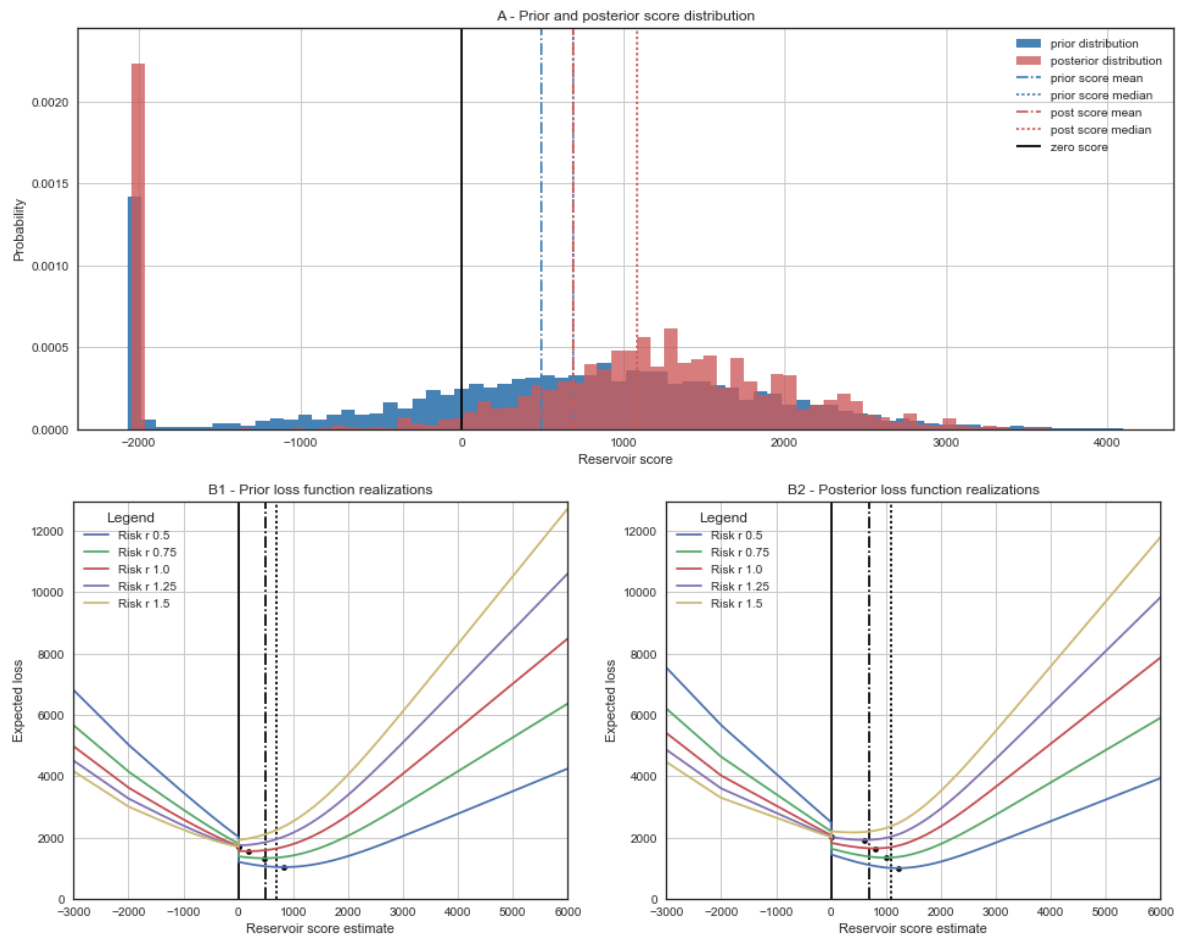 A - Prior and posterior score distribution
prior distribution
posterior distribution
prior score mean
prior score median
post score mean
post score median
zero score
Probability
0.0020
0.0015
0.0010
0.0005
0.0000
−2000 −1000 0 1000 2000 3000 4000
Reservoir score
B1 - Prior loss function realizations
Legend
Risk r 0.5
Risk r 0.75
Risk r 1.0
Risk r 1.25
Risk r 1.5
Expected loss
12000
10000
8000
6000
4000
2000
0
−3000 −2000 −1000 0 1000 2000 3000 4000 5000 6000
Reservoir score estimate
B2 - Posterior loss function realizations
Legend
Risk r 0.5
Risk r 0.75
Risk r 1.0
Risk r 1.25
Risk r 1.5
Expected loss
12000
10000
8000
6000
4000
2000
0
−3000 −2000 −1000 0 1000 2000 3000 4000 5000 6000
Reservoir score estimate